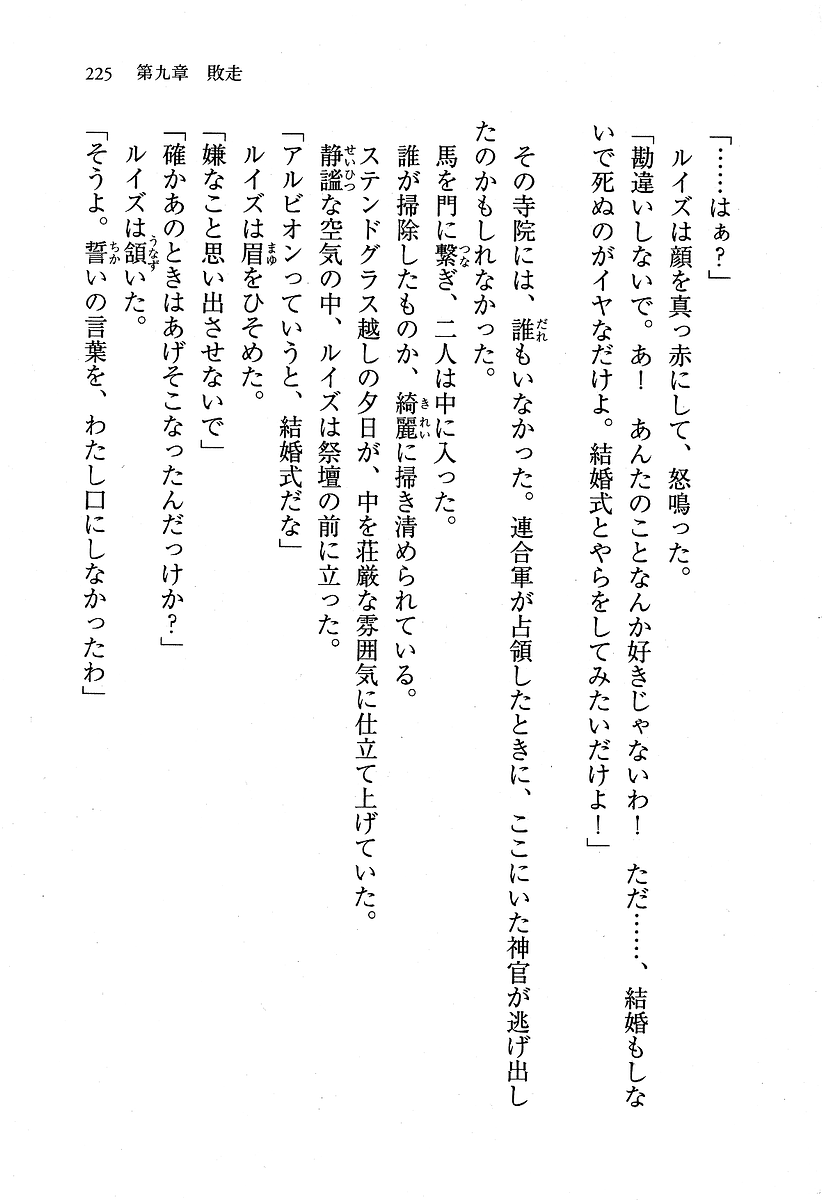 225　第九章　敗走
「……はぁ？」
　ルイズは顔を真っ赤にして、怒鳴った。
「勘違いしないで。あ！　あんたのことなんか好きじゃないわ！　ただ……、結婚もしな
いで死ぬのがイヤなだけよ。結婚式とやらをしてみたいだけよ！」
　その寺院には、誰もいなかった。連合軍が占領したときに、ここにいた神官が逃げ出し
たのかもしれなかった。
　馬を門に繋ぎ、二人は中に入った。
　誰が掃除したものか、綺麗に掃き清められている。
　ステンドグラス越しの夕日が、中を荘厳な雰囲気に仕立て上げていた。
　静謐な空気の中、ルイズは祭壇の前に立った。
「アルビオンっていうと、結婚式だな」
　ルイズは眉をひそめた。
「嫌なこと思い出させないで」
「確かあのときはあげそこなったんだっけか？」
　ルイズは頷いた。
「そうよ。誓いの言葉を、わたし口にしなかったわ」